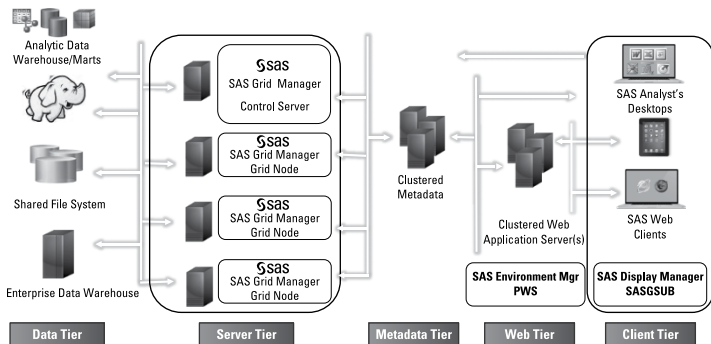 Analytic Data
Warehouse/Marts
Shared File System
Enterprise Data Warehouse
Data Tier
sas
SAS Grid Manager
Control Server
sas
SAS Grid Manager
Grid Node
sas
SAS Grid Manager
Grid Node
sas
SAS Grid Manager
Grid Node
Server Tier
Clustered
Metadata
Metadata Tier
Clustered Web
Application Server(s)
SAS Environment Mgr
PWS
Web Tier
SAS Analyst's
Desktops
SAS Web
Clients
SAS Display Manager
SASGSUB
Client Tier